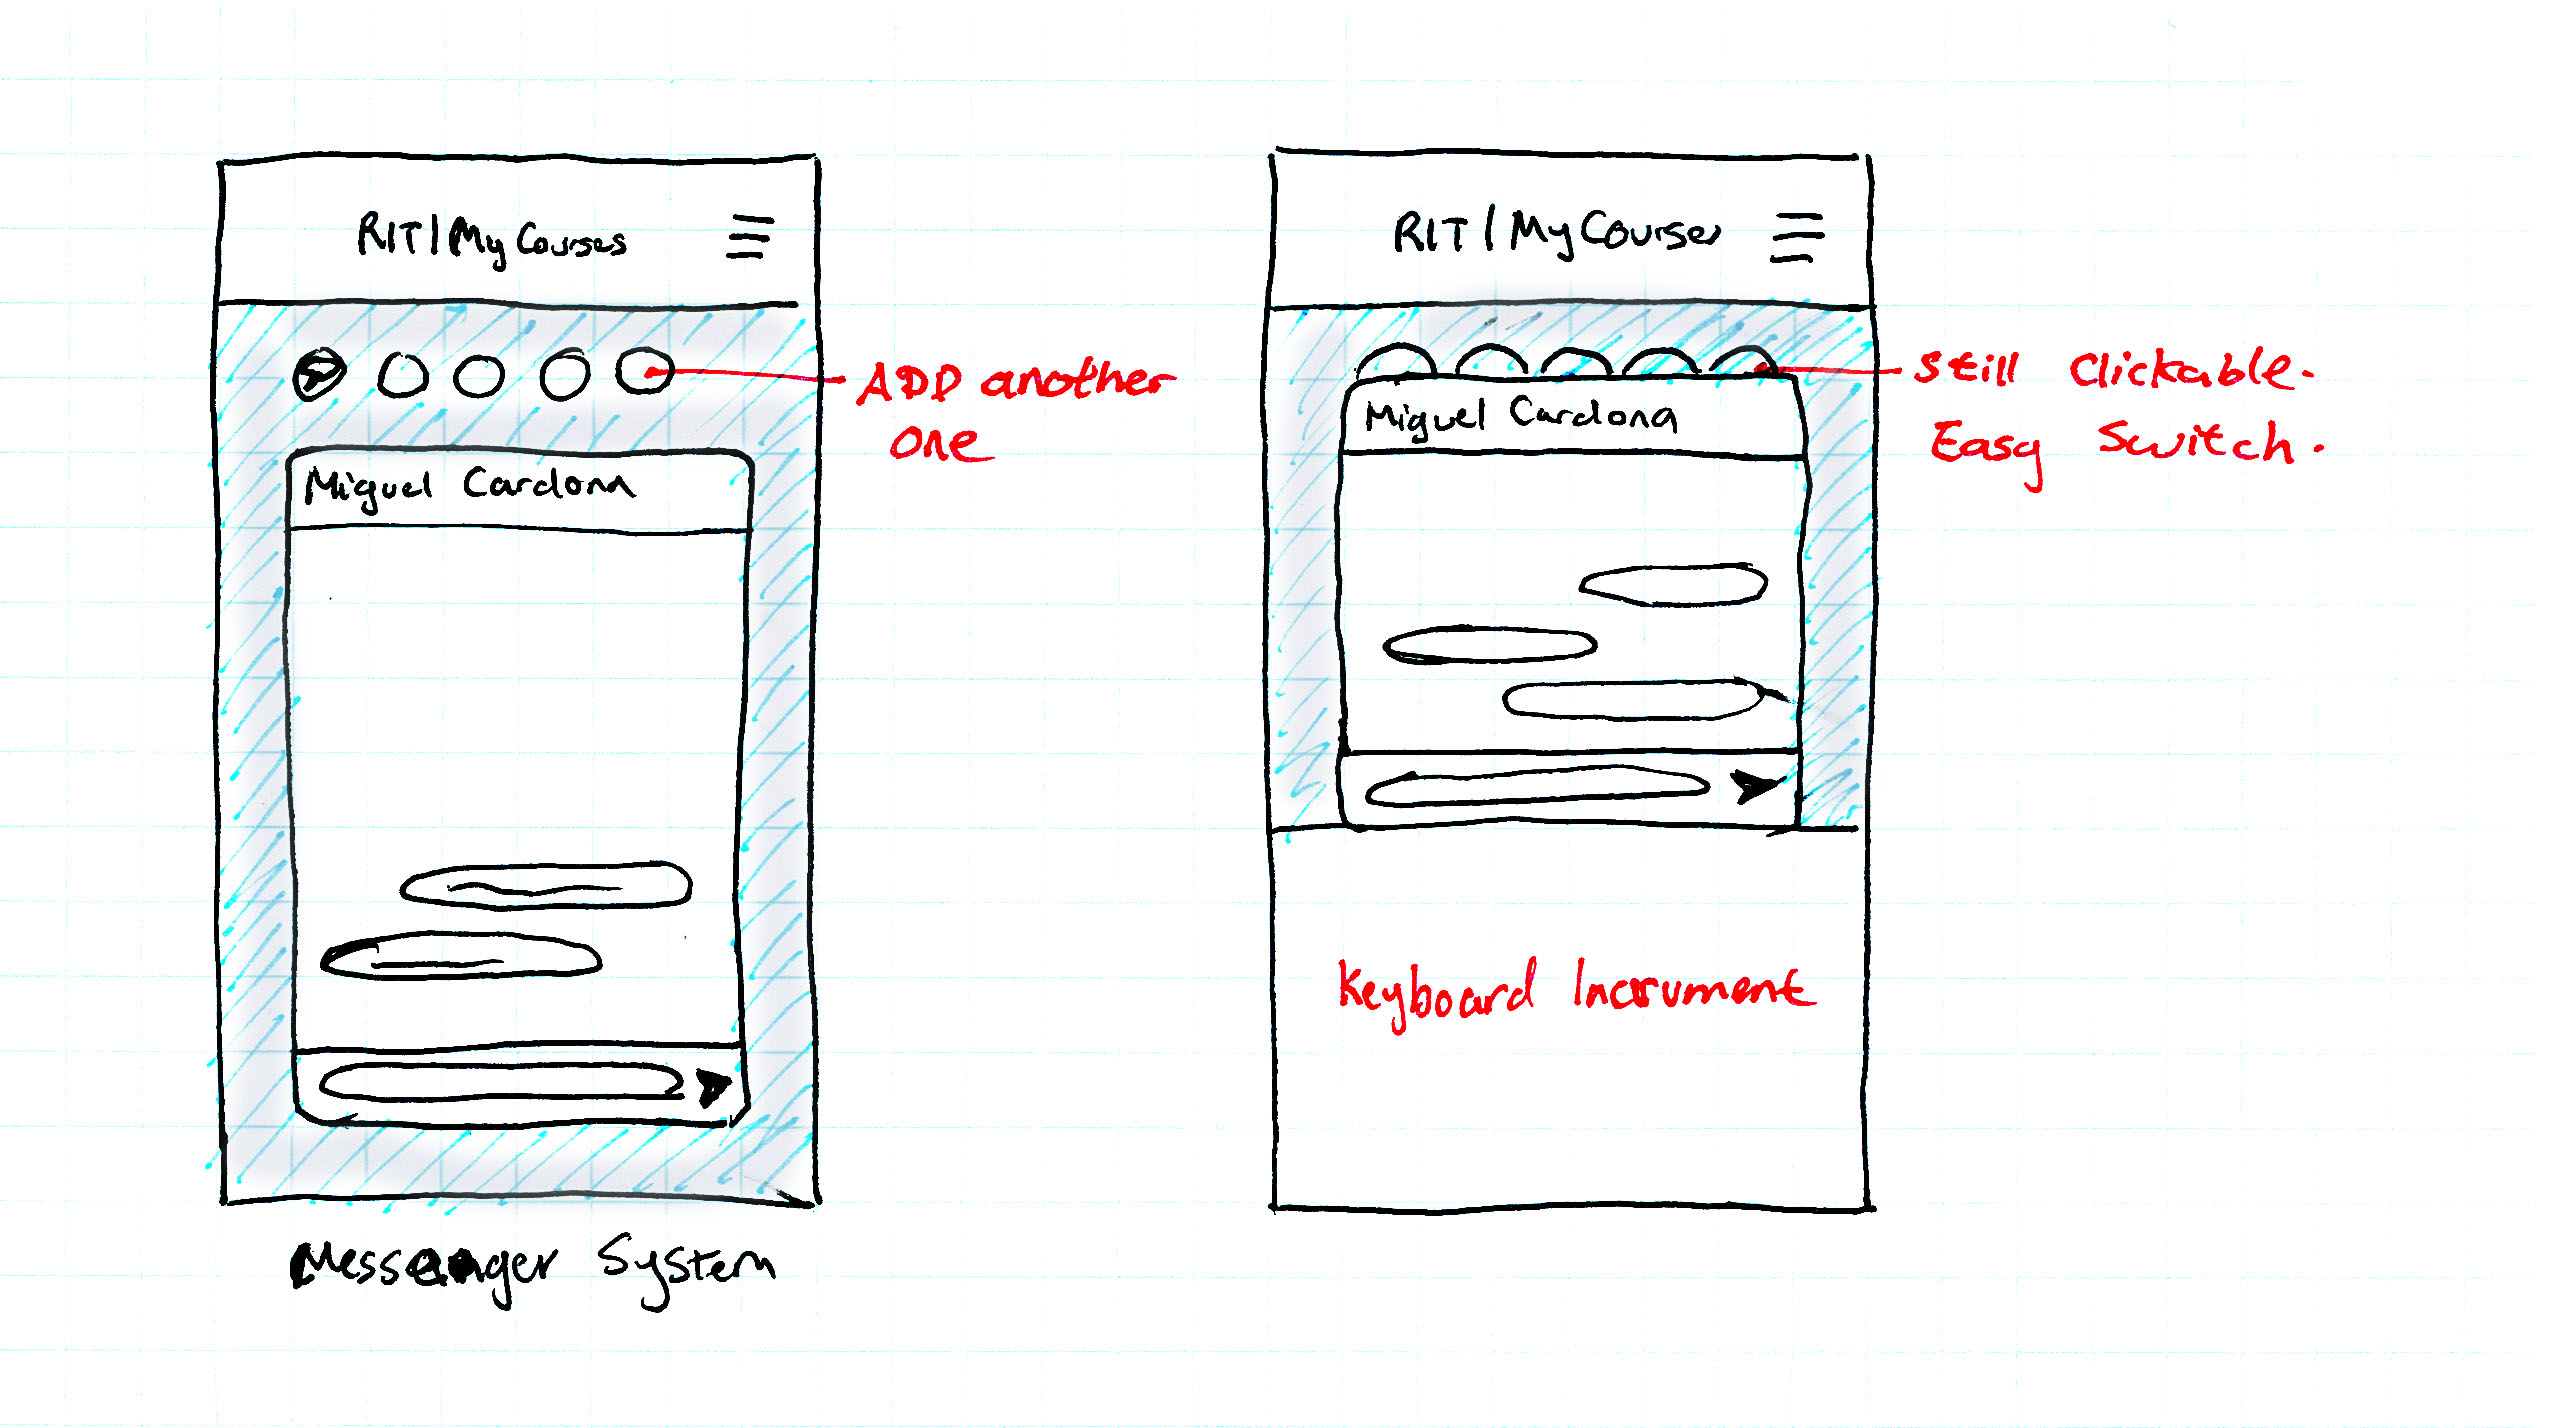 RIT | My Courses
ADD another
one
Miguel Cardona
Messenger System
RIT | My Courses
Still Clickable.
Easy Switch.
Miguel Cardona
Keyboard Incrument